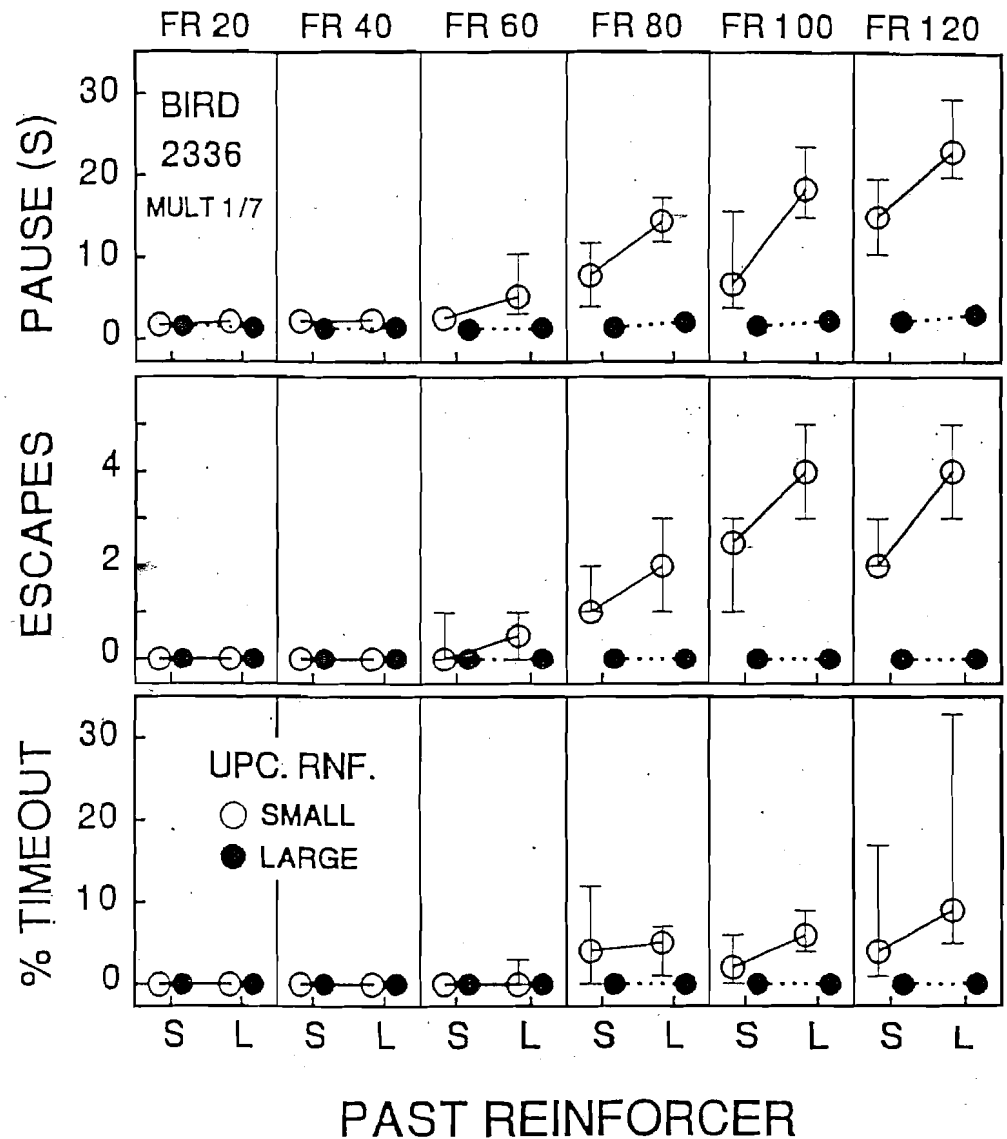 FR 20 FR 40 FR 60 FR 80 FR 100 FR 120
PAUSE (S)
30
20
10
0
BIRD
2336
MULT 1/7
ESCAPES
4
2
0
% TIMEOUT
30
20
10
0
UPC. RNF.
SMALL
LARGE
S L S L S L S L S L S L
PAST REINFORCER